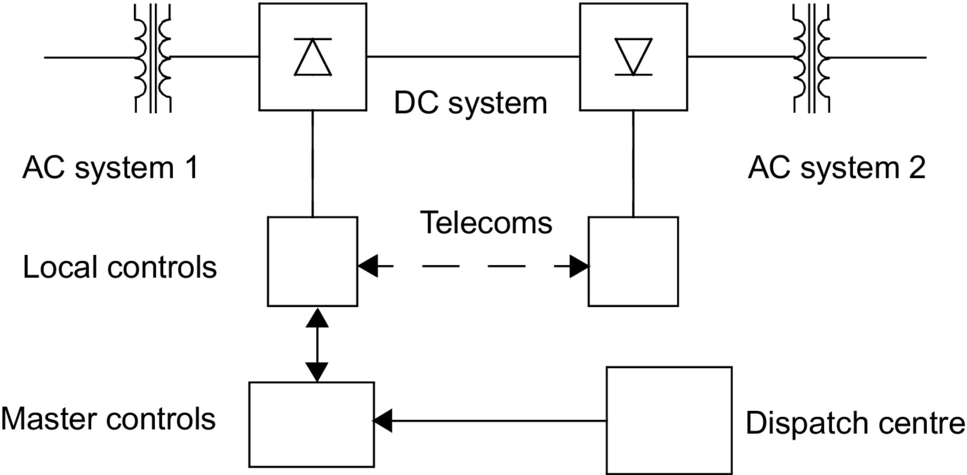 DC system
AC system 1
AC system 2
Telecoms
Local controls
Master controls
Dispatch centre